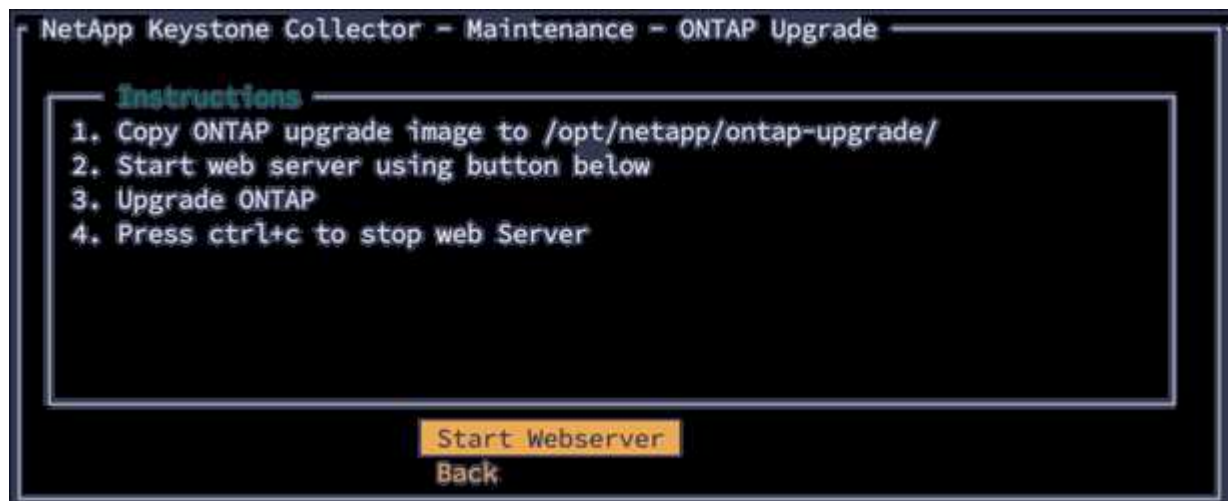 NetApp Keystone Collector - Maintenance - ONTAP Upgrade
Instructions
1. Copy ONTAP upgrade image to /opt/netapp/ontap-upgrade/
2. Start web server using button below
3. Upgrade ONTAP
4. Press ctrl+c to stop web Server
Start Webserver
Back